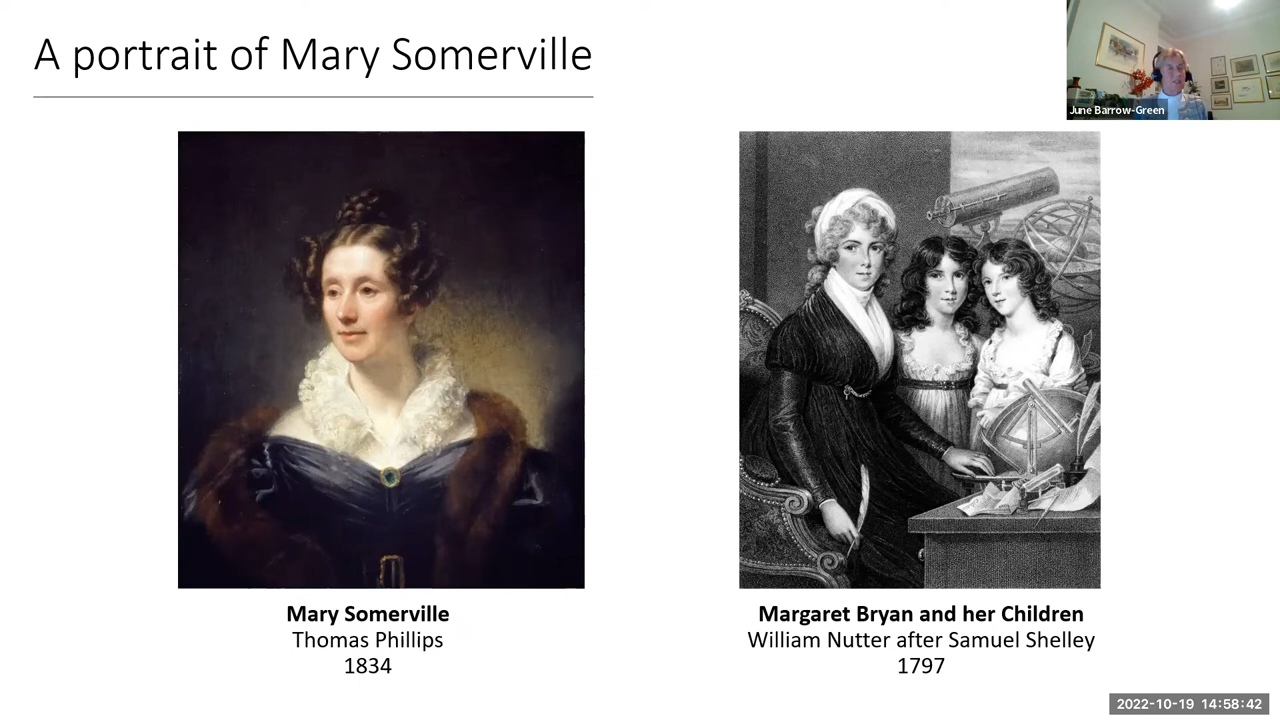 A portrait of Mary Somerville
June Barrow-Green
Mary Somerville
Thomas Phillips
1834
Margaret Bryan and her Children
William Nutter after Samuel Shelley
1797
2022-10-19 14:58:42